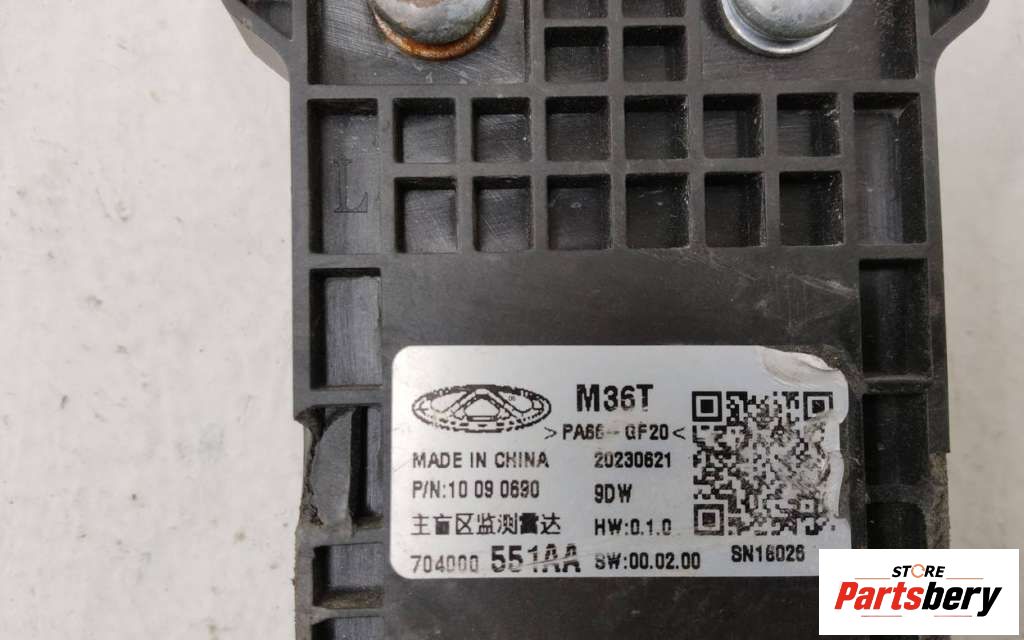 L
M36T
>PA66-GF20<
MADE IN CHINA 20230621
P/N:10 09 0690 9DW
主盲区监测雷达 HW:0.1.0
704000 551AA SW:00.02.00 SN16026
STORE
Partsbery